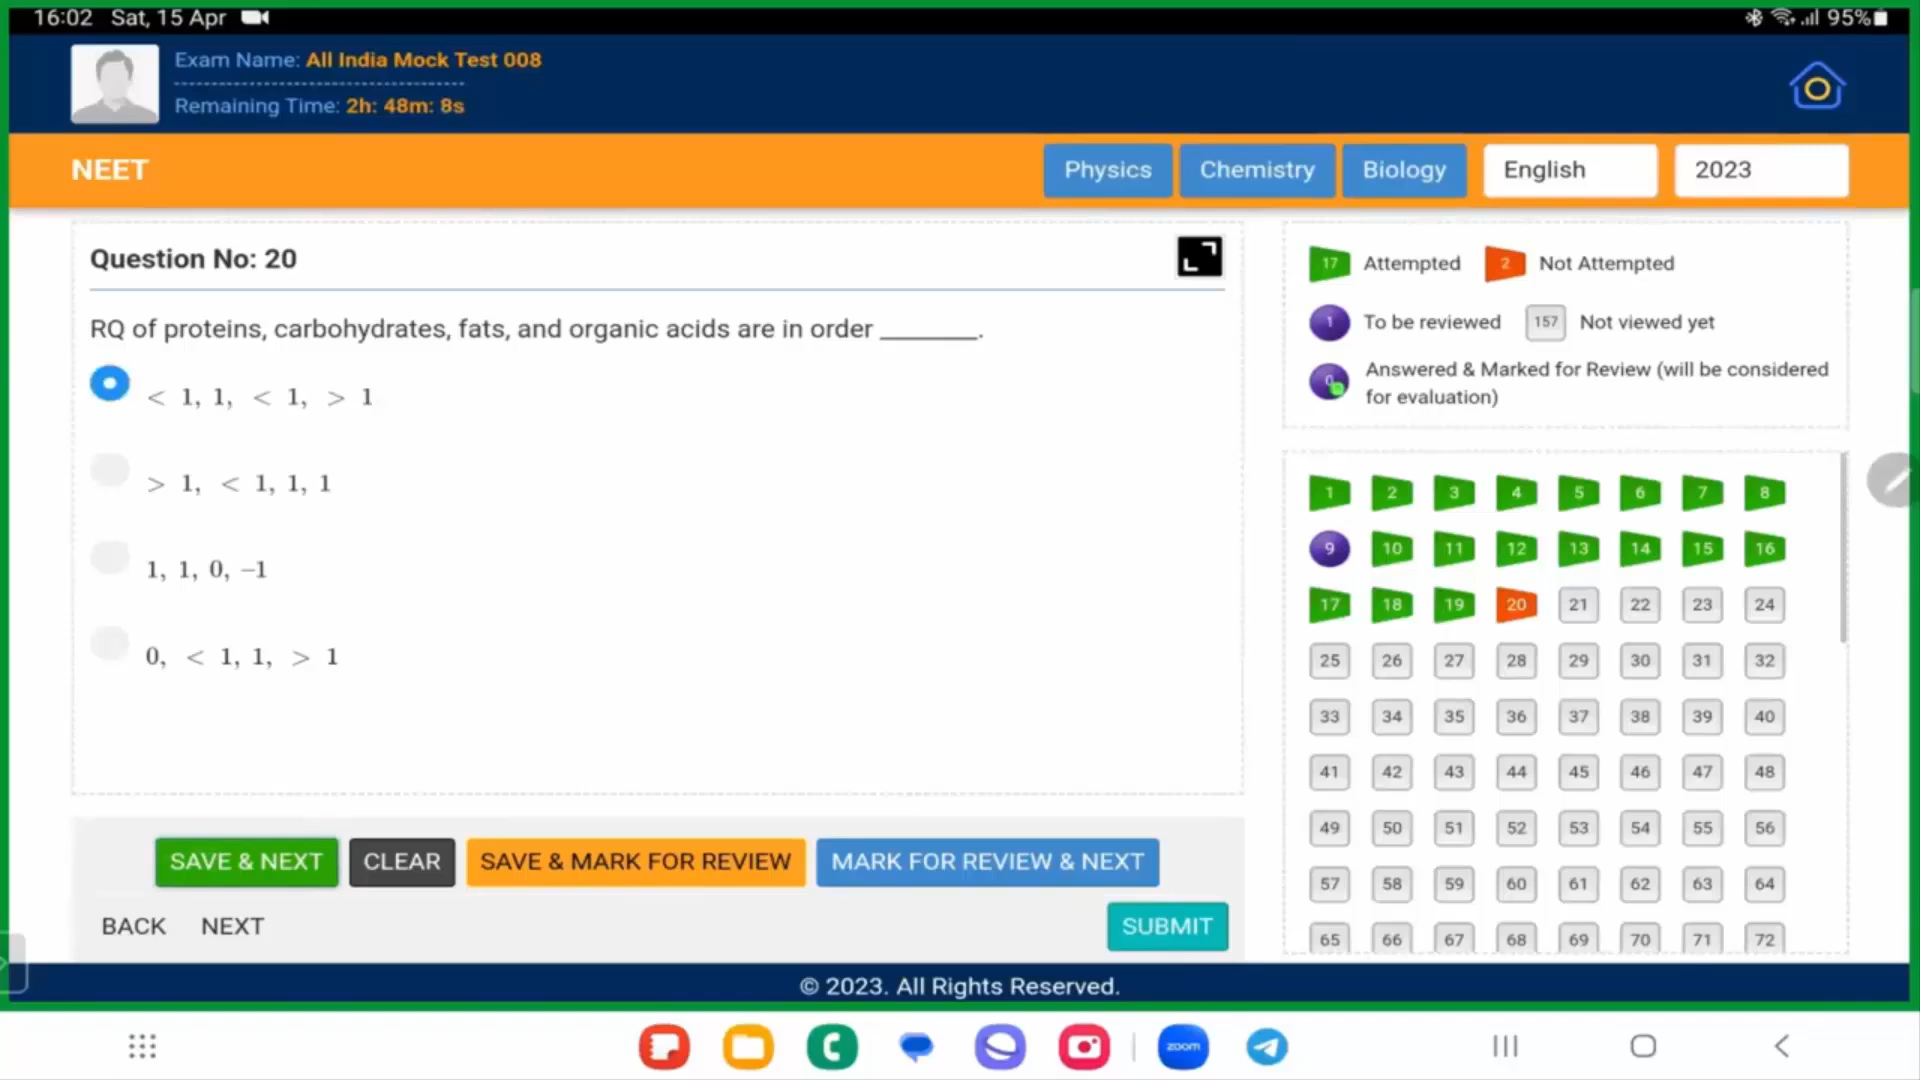 16:02 Sat, 15 Apr 95%
Exam Name: All India Mock Test 008
Remaining Time: 2h: 48m: 8s
NEET Physics Chemistry Biology English 2023
Question No: 20
RQ of proteins, carbohydrates, fats, and organic acids are in order ________.
< 1, 1, < 1, > 1
> 1, < 1, 1, 1
1, 1, 0, –1
0, < 1, 1, > 1
SAVE & NEXT CLEAR SAVE & MARK FOR REVIEW MARK FOR REVIEW & NEXT
BACK NEXT SUBMIT
17 Attempted 2 Not Attempted
1 To be reviewed 157 Not viewed yet
0 Answered & Marked for Review (will be considered
for evaluation)
1 2 3 4 5 6 7 8
9 10 11 12 13 14 15 16
17 18 19 20 21 22 23 24
25 26 27 28 29 30 31 32
33 34 35 36 37 38 39 40
41 42 43 44 45 46 47 48
49 50 51 52 53 54 55 56
57 58 59 60 61 62 63 64
65 66 67 68 69 70 71 72
© 2023. All Rights Reserved.
zoom